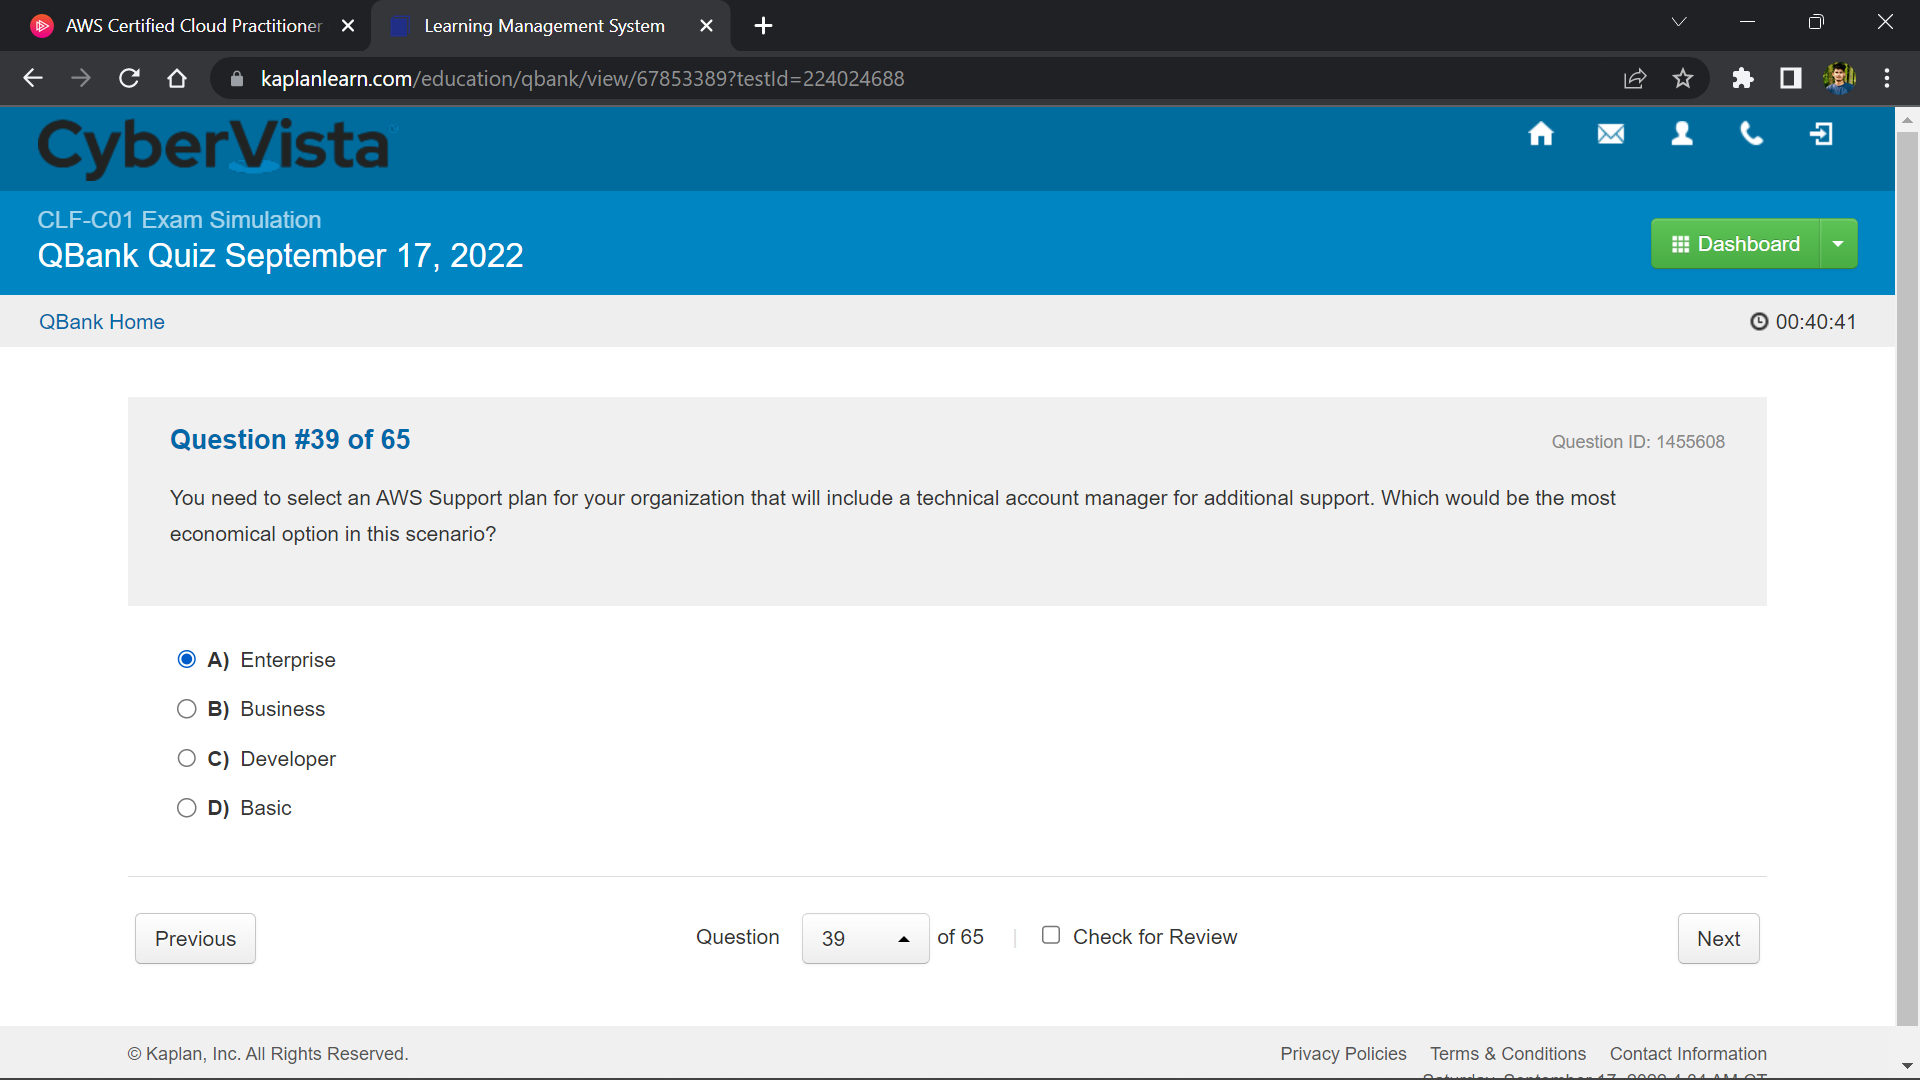 AWS Certified Cloud Practitioner
Learning Management System
kaplanlearn.com/education/qbank/view/67853389?testId=224024688
CyberVista
CLF-C01 Exam Simulation
QBank Quiz September 17, 2022
Dashboard
QBank Home
00:40:41
Question #39 of 65
Question ID: 1455608
You need to select an AWS Support plan for your organization that will include a technical account manager for additional support. Which would be the most
economical option in this scenario?
A) Enterprise
B) Business
C) Developer
D) Basic
Previous
Question 39 of 65 | Check for Review
Next
© Kaplan, Inc. All Rights Reserved.
Privacy Policies Terms & Conditions Contact Information